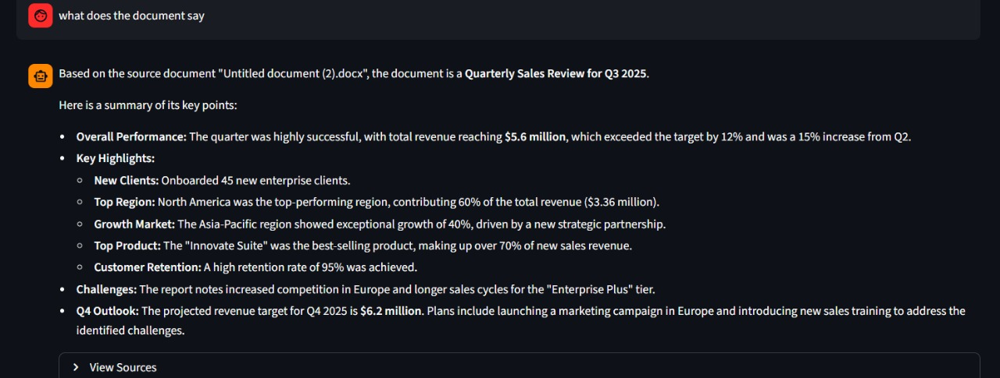 what does the document say
Based on the source document "Untitled document (2).docx", the document is a Quarterly Sales Review for Q3 2025.
Here is a summary of its key points:
• Overall Performance: The quarter was highly successful, with total revenue reaching $5.6 million, which exceeded the target by 12% and was a 15% increase from Q2.
• Key Highlights:
○ New Clients: Onboarded 45 new enterprise clients.
○ Top Region: North America was the top-performing region, contributing 60% of the total revenue ($3.36 million).
○ Growth Market: The Asia-Pacific region showed exceptional growth of 40%, driven by a new strategic partnership.
○ Top Product: The "Innovate Suite" was the best-selling product, making up over 70% of new sales revenue.
○ Customer Retention: A high retention rate of 95% was achieved.
• Challenges: The report notes increased competition in Europe and longer sales cycles for the "Enterprise Plus" tier.
• Q4 Outlook: The projected revenue target for Q4 2025 is $6.2 million. Plans include launching a marketing campaign in Europe and introducing new sales training to address the
identified challenges.
View Sources